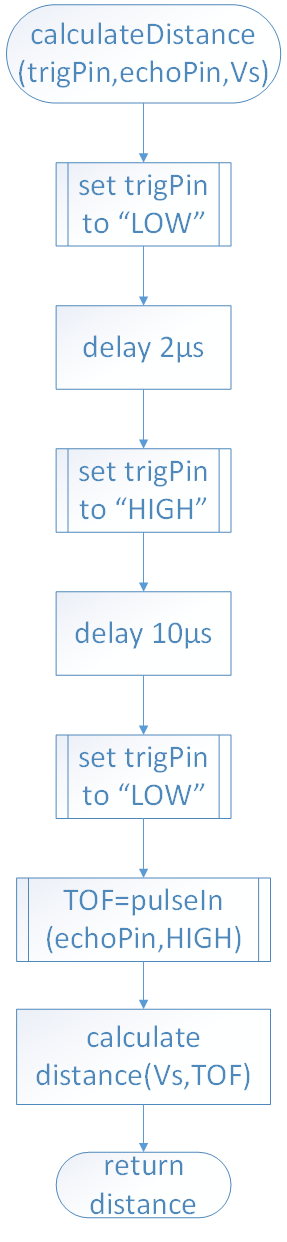 calculateDistance
(trigPin,echoPin,Vs)
set trigPin
to “LOW”
delay 2µs
set trigPin
to “HIGH”
delay 10µs
set trigPin
to “LOW”
TOF=pulseIn
(echoPin,HIGH)
calculate
distance(Vs,TOF)
return
distance